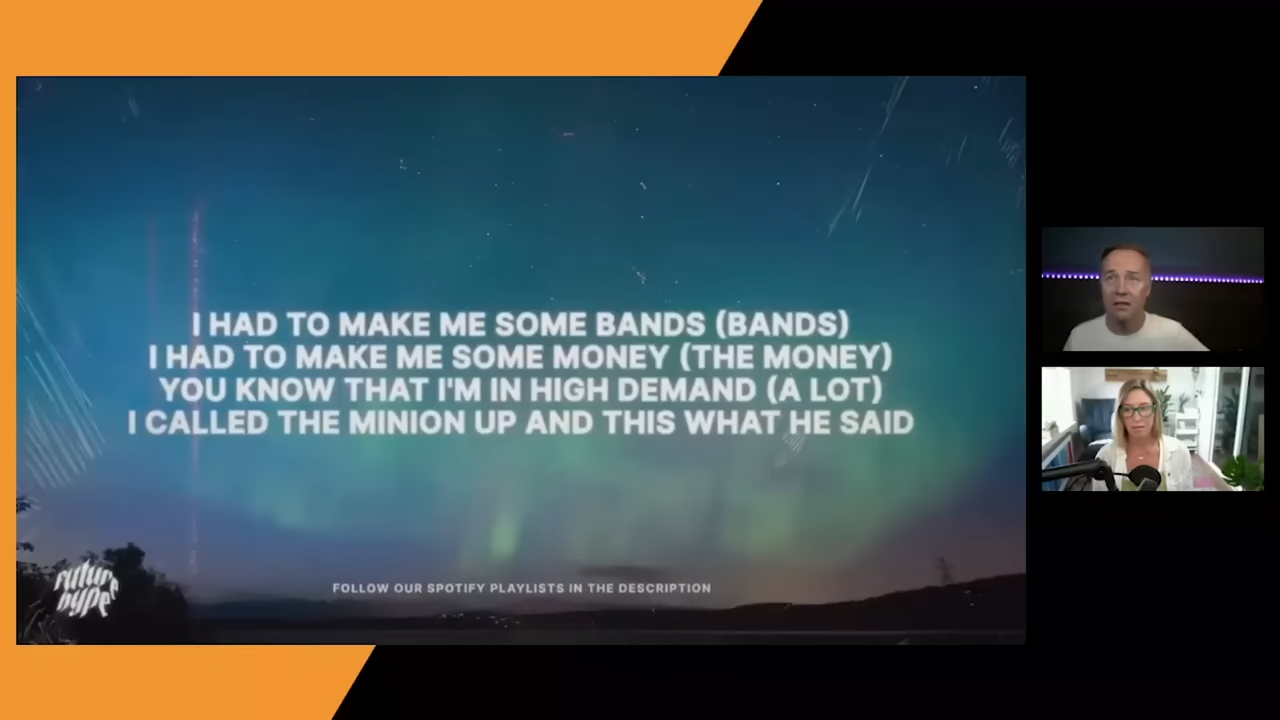 I HAD TO MAKE ME SOME BANDS (BANDS)
I HAD TO MAKE ME SOME MONEY (THE MONEY)
YOU KNOW THAT I'M IN HIGH DEMAND (A LOT)
I CALLED THE MINION UP AND THIS WHAT HE SAID
FOLLOW OUR SPOTIFY PLAYLISTS IN THE DESCRIPTION
future
hype